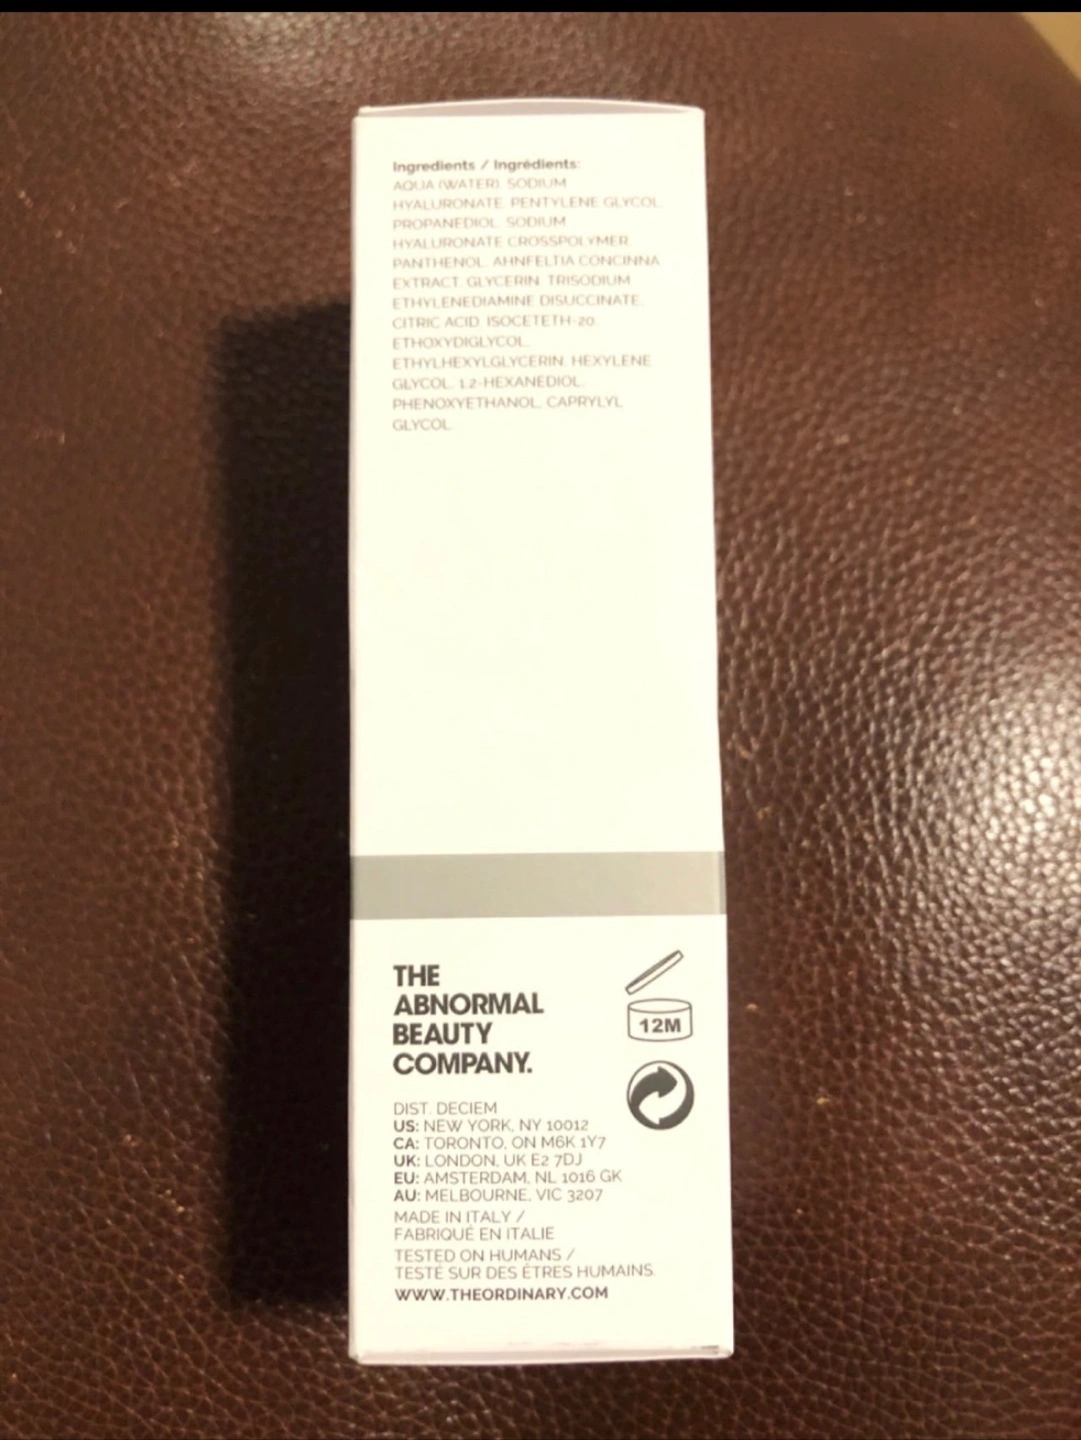 Ingredients / Ingrédients:
AQUA (WATER), SODIUM
HYALURONATE, PENTYLENE GLYCOL,
PROPANEDIOL, SODIUM
HYALURONATE CROSSPOLYMER,
PANTHENOL, AHNFELTIA CONCINNA
EXTRACT, GLYCERIN, TRISODIUM
ETHYLENEDIAMINE DISUCCINATE,
CITRIC ACID, ISOCETETH-20,
ETHOXYDIGLYCOL,
ETHYLHEXYLGLYCERIN, HEXYLENE
GLYCOL, 1,2-HEXANEDIOL,
PHENOXYETHANOL, CAPRYLYL
GLYCOL.
THE
ABNORMAL
BEAUTY
COMPANY.
12M
DIST. DECIEM
US: NEW YORK, NY 10012
CA: TORONTO, ON M6K 1Y7
UK: LONDON, UK E2 7DJ
EU: AMSTERDAM, NL 1016 GK
AU: MELBOURNE, VIC 3207
MADE IN ITALY /
FABRIQUÉ EN ITALIE
TESTED ON HUMANS /
TESTÉ SUR DES ÊTRES HUMAINS.
WWW.THEORDINARY.COM